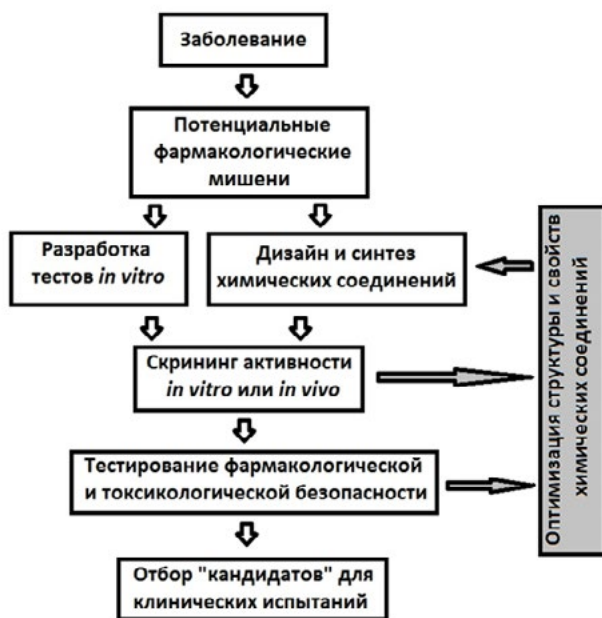 Заболевание
Потенциальные
фармакологические
мишени
Разработка
тестов in vitro
Дизайн и синтез
химических соединений
Скрининг активности
in vitro или in vivo
Тестирование фармакологической
и токсикологической безопасности
Отбор "кандидатов" для
клинических испытаний
Оптимизация структуры и свойств
химических соединений